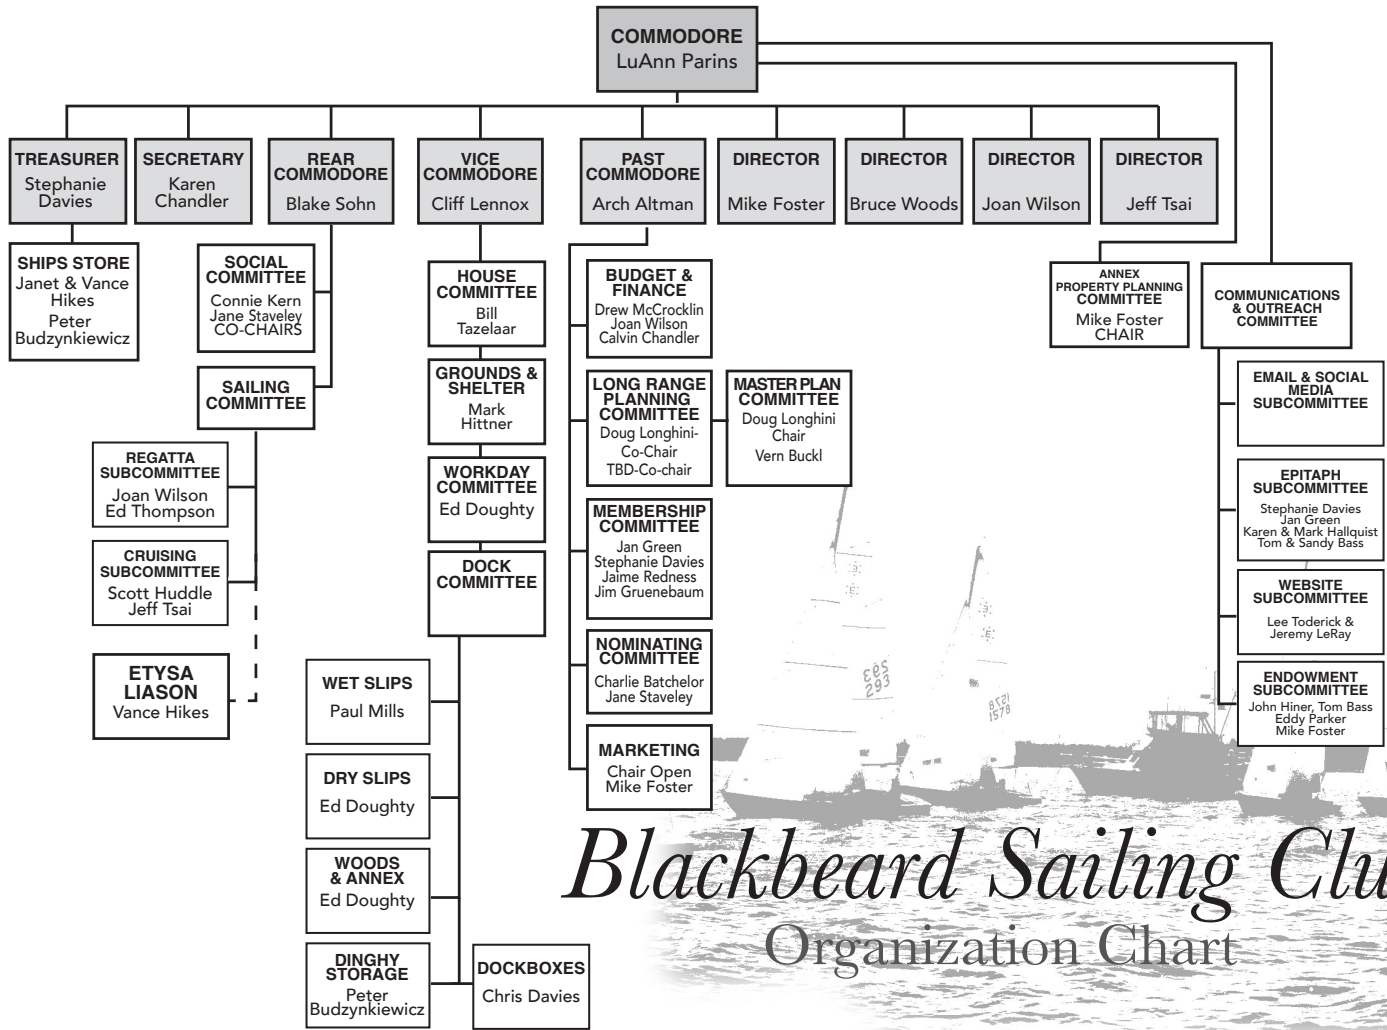 COMMODORE
LuAnn Parins
TREASURER
Stephanie
Davies
SECRETARY
Karen
Chandler
REAR
COMMODORE
Blake Sohn
VICE
COMMODORE
Cliff Lennox
PAST
COMMODORE
Arch Altman
DIRECTOR
Mike Foster
DIRECTOR
Bruce Woods
DIRECTOR
Joan Wilson
DIRECTOR
Jeff Tsai
SHIPS STORE
Janet & Vance
Hikes
Peter
Budzynkiewicz
SOCIAL
COMMITTEE
Connie Kern
Jane Staveley
CO-CHAIRS
SAILING
COMMITTEE
REGATTA
SUBCOMMITTEE
Joan Wilson
Ed Thompson
CRUISING
SUBCOMMITTEE
Scott Huddle
Jeff Tsai
ETYSA
LIASON
Vance Hikes
HOUSE
COMMITTEE
Bill
Tazelaar
GROUNDS &
SHELTER
Mark
Hittner
WORKDAY
COMMITTEE
Ed Doughty
DOCK
COMMITTEE
WET SLIPS
Paul Mills
DRY SLIPS
Ed Doughty
WOODS
& ANNEX
Ed Doughty
DINGHY
STORAGE
Peter
Budzynkiewicz
DOCKBOXES
Chris Davies
BUDGET &
FINANCE
Drew McCrocklin
Joan Wilson
Calvin Chandler
LONG RANGE
PLANNING
COMMITTEE
Doug Longhini-
Co-Chair
TBD-Co-chair
MASTER PLAN
COMMITTEE
Doug Longhini
Chair
Vern Buckl
MEMBERSHIP
COMMITTEE
Jan Green
Stephanie Davies
Jaime Redness
Jim Gruenebaum
NOMINATING
COMMITTEE
Charlie Batchelor
Jane Staveley
MARKETING
Chair Open
Mike Foster
ANNEX
PROPERTY PLANNING
COMMITTEE
Mike Foster
CHAIR
COMMUNICATIONS
& OUTREACH
COMMITTEE
EMAIL & SOCIAL
MEDIA
SUBCOMMITTEE
EPITAPH
SUBCOMMITTEE
Stephanie Davies
Jan Green
Karen & Mark Hallquist
Tom & Sandy Bass
WEBSITE
SUBCOMMITTEE
Lee Toderick &
Jeremy LeRay
ENDOWMENT
SUBCOMMITTEE
John Hiner, Tom Bass
Eddy Parker
Mike Foster
293
1578
Blackbeard Sailing Clu
Organization Chart